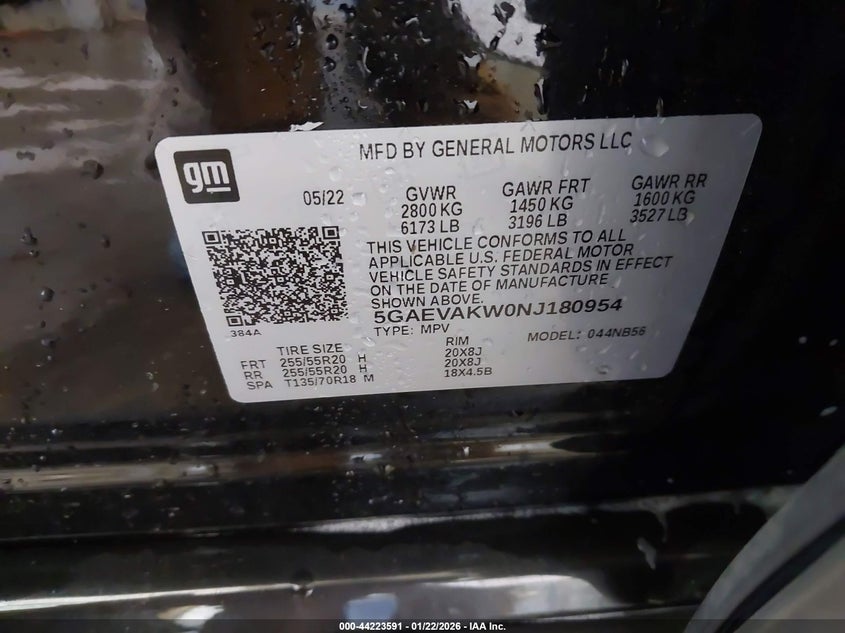 gm
MFD BY GENERAL MOTORS LLC
05/22
GVWR
2800 KG
6173 LB
GAWR FRT
1450 KG
3196 LB
GAWR RR
1600 KG
3527 LB
THIS VEHICLE CONFORMS TO ALL
APPLICABLE U.S. FEDERAL MOTOR
VEHICLE SAFETY STANDARDS IN EFFECT
ON THE DATE OF MANUFACTURE
SHOWN ABOVE.
384A
5GAEVAKW0NJ180954
TYPE: MPV
MODEL: 044NB56
TIRE SIZE RIM
FRT 255/55R20 H 20X8J
RR 255/55R20 H 20X8J
SPA T135/70R18 M 18X4.5B
000-44223591 - 01/22/2026 - IAA Inc.